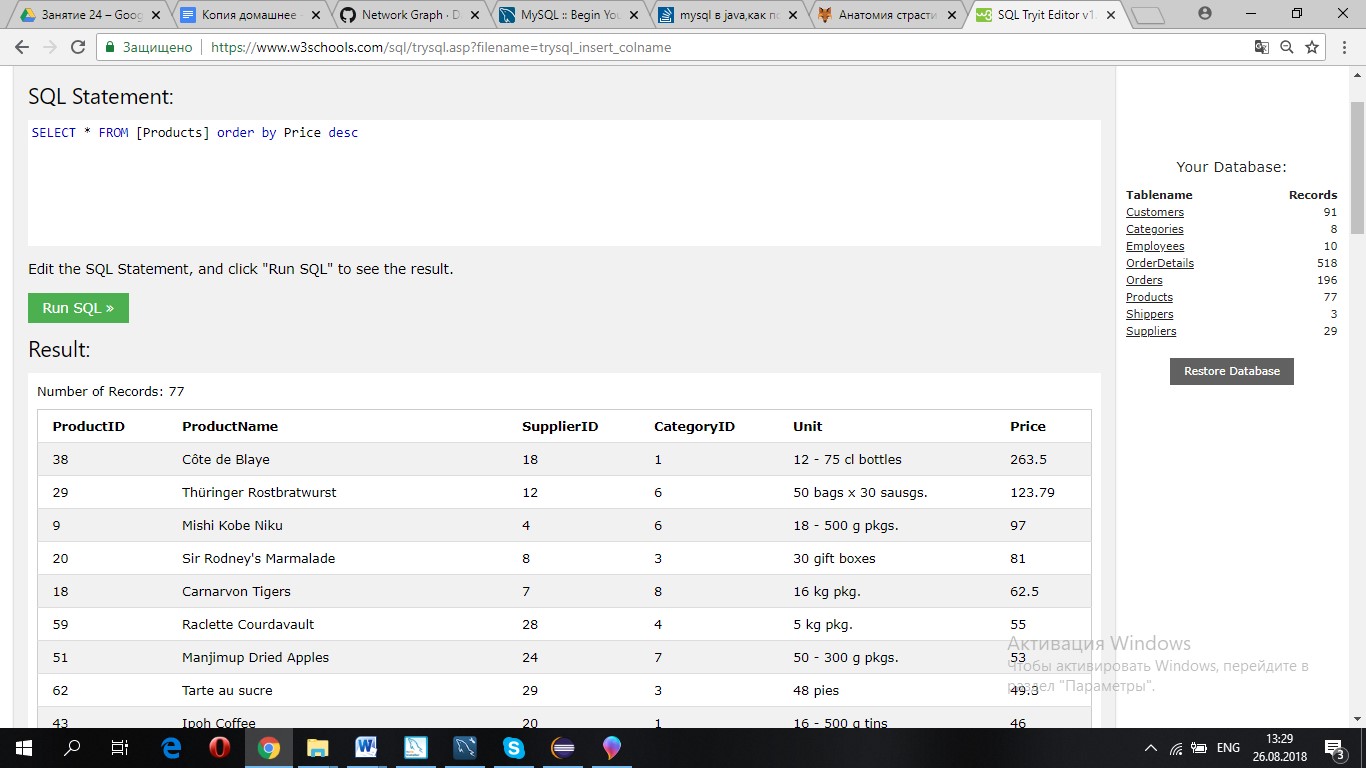 Занятие 24 – Goog
Копия домашнее
Network Graph · D
MySQL :: Begin You
mysql в java,как по
Анатомия страсти
SQL Tryit Editor v1.
Защищено
https://www.w3schools.com/sql/trysql.asp?filename=trysql_insert_colname
SQL Statement:
SELECT * FROM [Products] order by Price desc
Edit the SQL Statement, and click "Run SQL" to see the result.
Run SQL »
Result:
Number of Records: 77
ProductID ProductName SupplierID CategoryID Unit Price
38 Côte de Blaye 18 1 12 - 75 cl bottles 263.5
29 Thüringer Rostbratwurst 12 6 50 bags x 30 sausgs. 123.79
9 Mishi Kobe Niku 4 6 18 - 500 g pkgs. 97
20 Sir Rodney's Marmalade 8 3 30 gift boxes 81
18 Carnarvon Tigers 7 8 16 kg pkg. 62.5
59 Raclette Courdavault 28 4 5 kg pkg. 55
51 Manjimup Dried Apples 24 7 50 - 300 g pkgs. 53
62 Tarte au sucre 29 3 48 pies 49.3
43 Ipoh Coffee 20 1 16 - 500 g tins 46
Your Database:
Tablename Records
Customers 91
Categories 8
Employees 10
OrderDetails 518
Orders 196
Products 77
Shippers 3
Suppliers 29
Restore Database
Активация Windows
Чтобы активировать Windows, перейдите в
раздел "Параметры".
ENG
13:29
26.08.2018
3